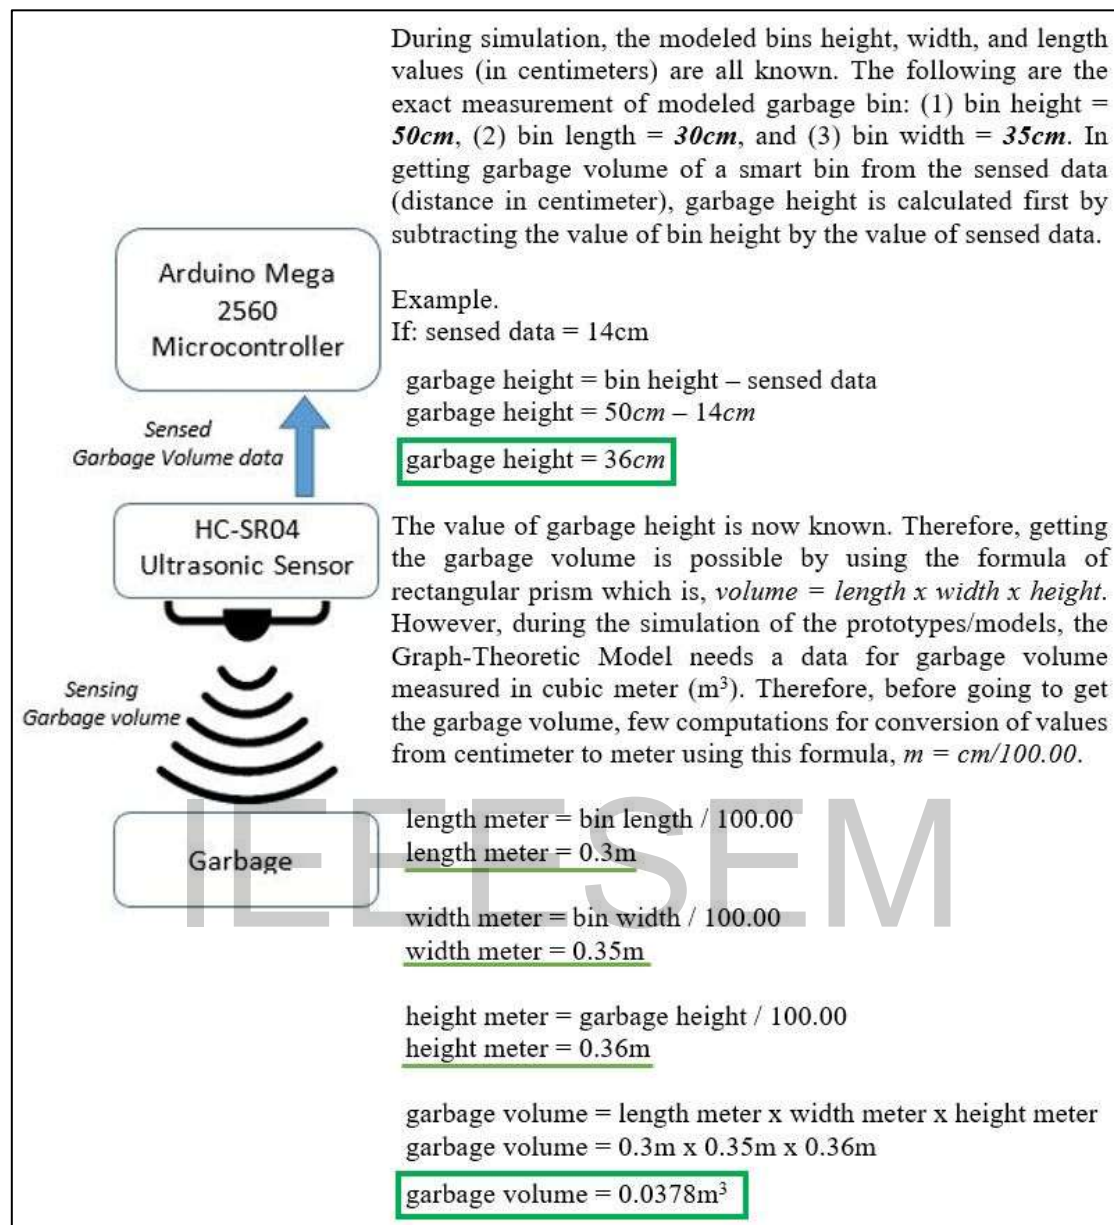 During simulation, the modeled bins height, width, and length
values (in centimeters) are all known. The following are the
exact measurement of modeled garbage bin: (1) bin height =
50cm, (2) bin length = 30cm, and (3) bin width = 35cm. In
getting garbage volume of a smart bin from the sensed data
(distance in centimeter), garbage height is calculated first by
subtracting the value of bin height by the value of sensed data.
Arduino Mega
2560
Microcontroller
Sensed
Garbage Volume data
HC-SR04
Ultrasonic Sensor
Sensing
Garbage volume
Garbage
Example.
If: sensed data = 14cm
garbage height = bin height – sensed data
garbage height = 50cm – 14cm
garbage height = 36cm
The value of garbage height is now known. Therefore, getting
the garbage volume is possible by using the formula of
rectangular prism which is, volume = length x width x height.
However, during the simulation of the prototypes/models, the
Graph-Theoretic Model needs a data for garbage volume
measured in cubic meter (m³). Therefore, before going to get
the garbage volume, few computations for conversion of values
from centimeter to meter using this formula, m = cm/100.00.
length meter = bin length / 100.00
length meter = 0.3m
width meter = bin width / 100.00
width meter = 0.35m
height meter = garbage height / 100.00
height meter = 0.36m
garbage volume = length meter x width meter x height meter
garbage volume = 0.3m x 0.35m x 0.36m
garbage volume = 0.0378m³
IEEESEM